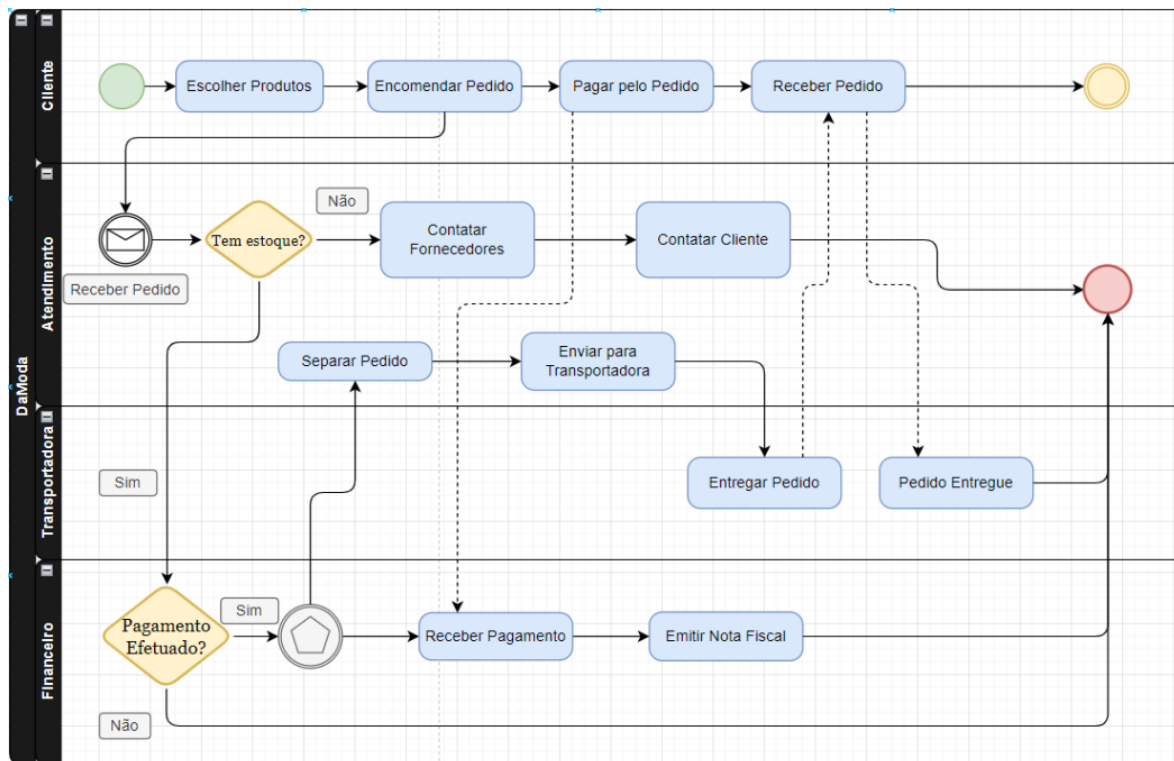 DaModa
Cliente
Escolher Produtos
Encomendar Pedido
Pagar pelo Pedido
Receber Pedido
Atendimento
Receber Pedido
Tem estoque?
Não
Contatar
Fornecedores
Contatar Cliente
Separar Pedido
Enviar para
Transportadora
Transportadora
Sim
Entregar Pedido
Pedido Entregue
Financeiro
Pagamento
Efetuado?
Sim
Não
Receber Pagamento
Emitir Nota Fiscal